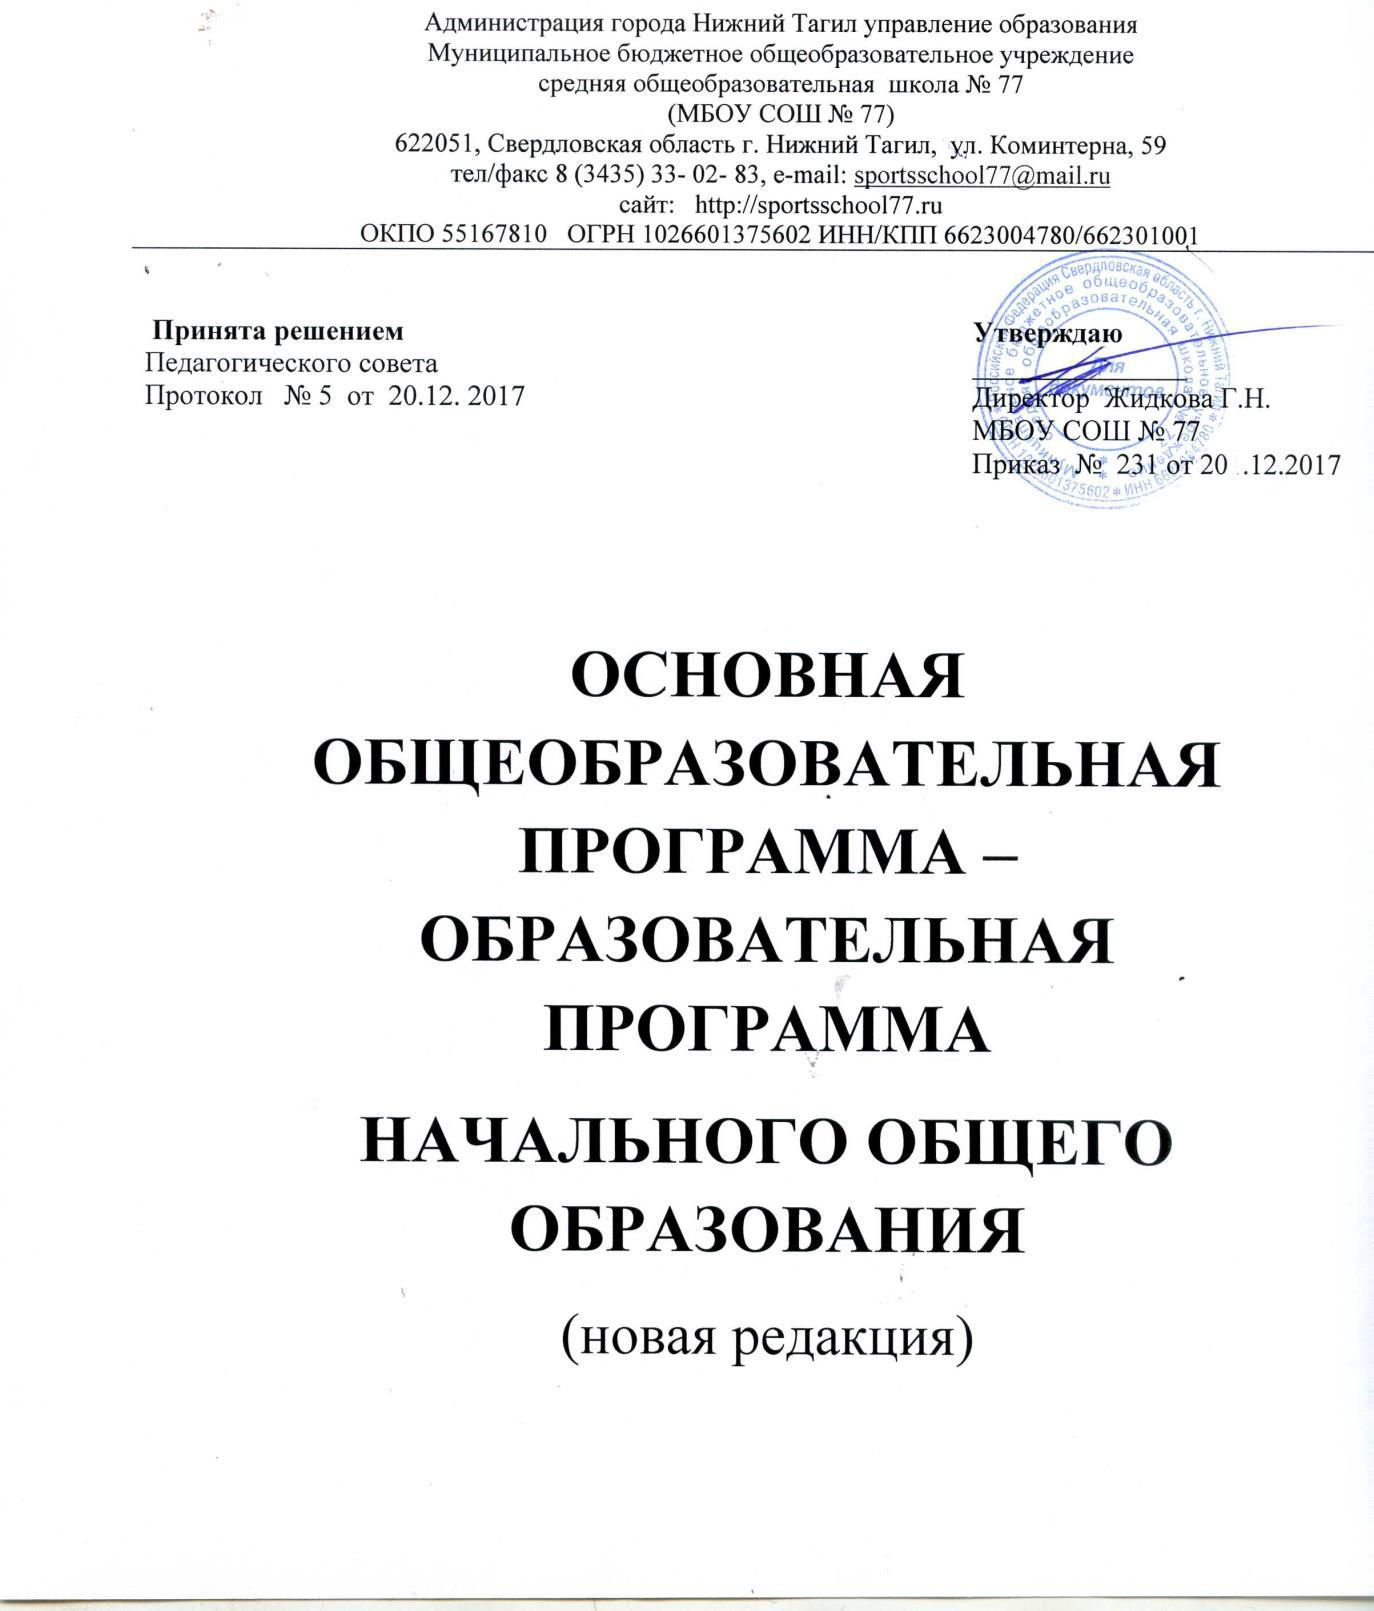 Администрация города Нижний Тагил управление образования
Муниципальное бюджетное общеобразовательное учреждение
средняя общеобразовательная школа № 77
(МБОУ СОШ № 77)
622051, Свердловская область г. Нижний Тагил, ул. Коминтерна, 59
тел/факс 8 (3435) 33- 02- 83, e-mail: sportsschool77@mail.ru
сайт: http://sportsschool77.ru
ОКПО 55167810 ОГРН 1026601375602 ИНН/КПП 6623004780/662301001
Принята решением
Педагогического совета
Протокол № 5 от 20.12. 2017
Утверждаю
Директор Жидкова Г.Н.
МБОУ СОШ № 77
Приказ № 231 от 20 .12.2017
Для
документов
ОСНОВНАЯ
ОБЩЕОБРАЗОВАТЕЛЬНАЯ
ПРОГРАММА –
ОБРАЗОВАТЕЛЬНАЯ
ПРОГРАММА
НАЧАЛЬНОГО ОБЩЕГО
ОБРАЗОВАНИЯ
(новая редакция)